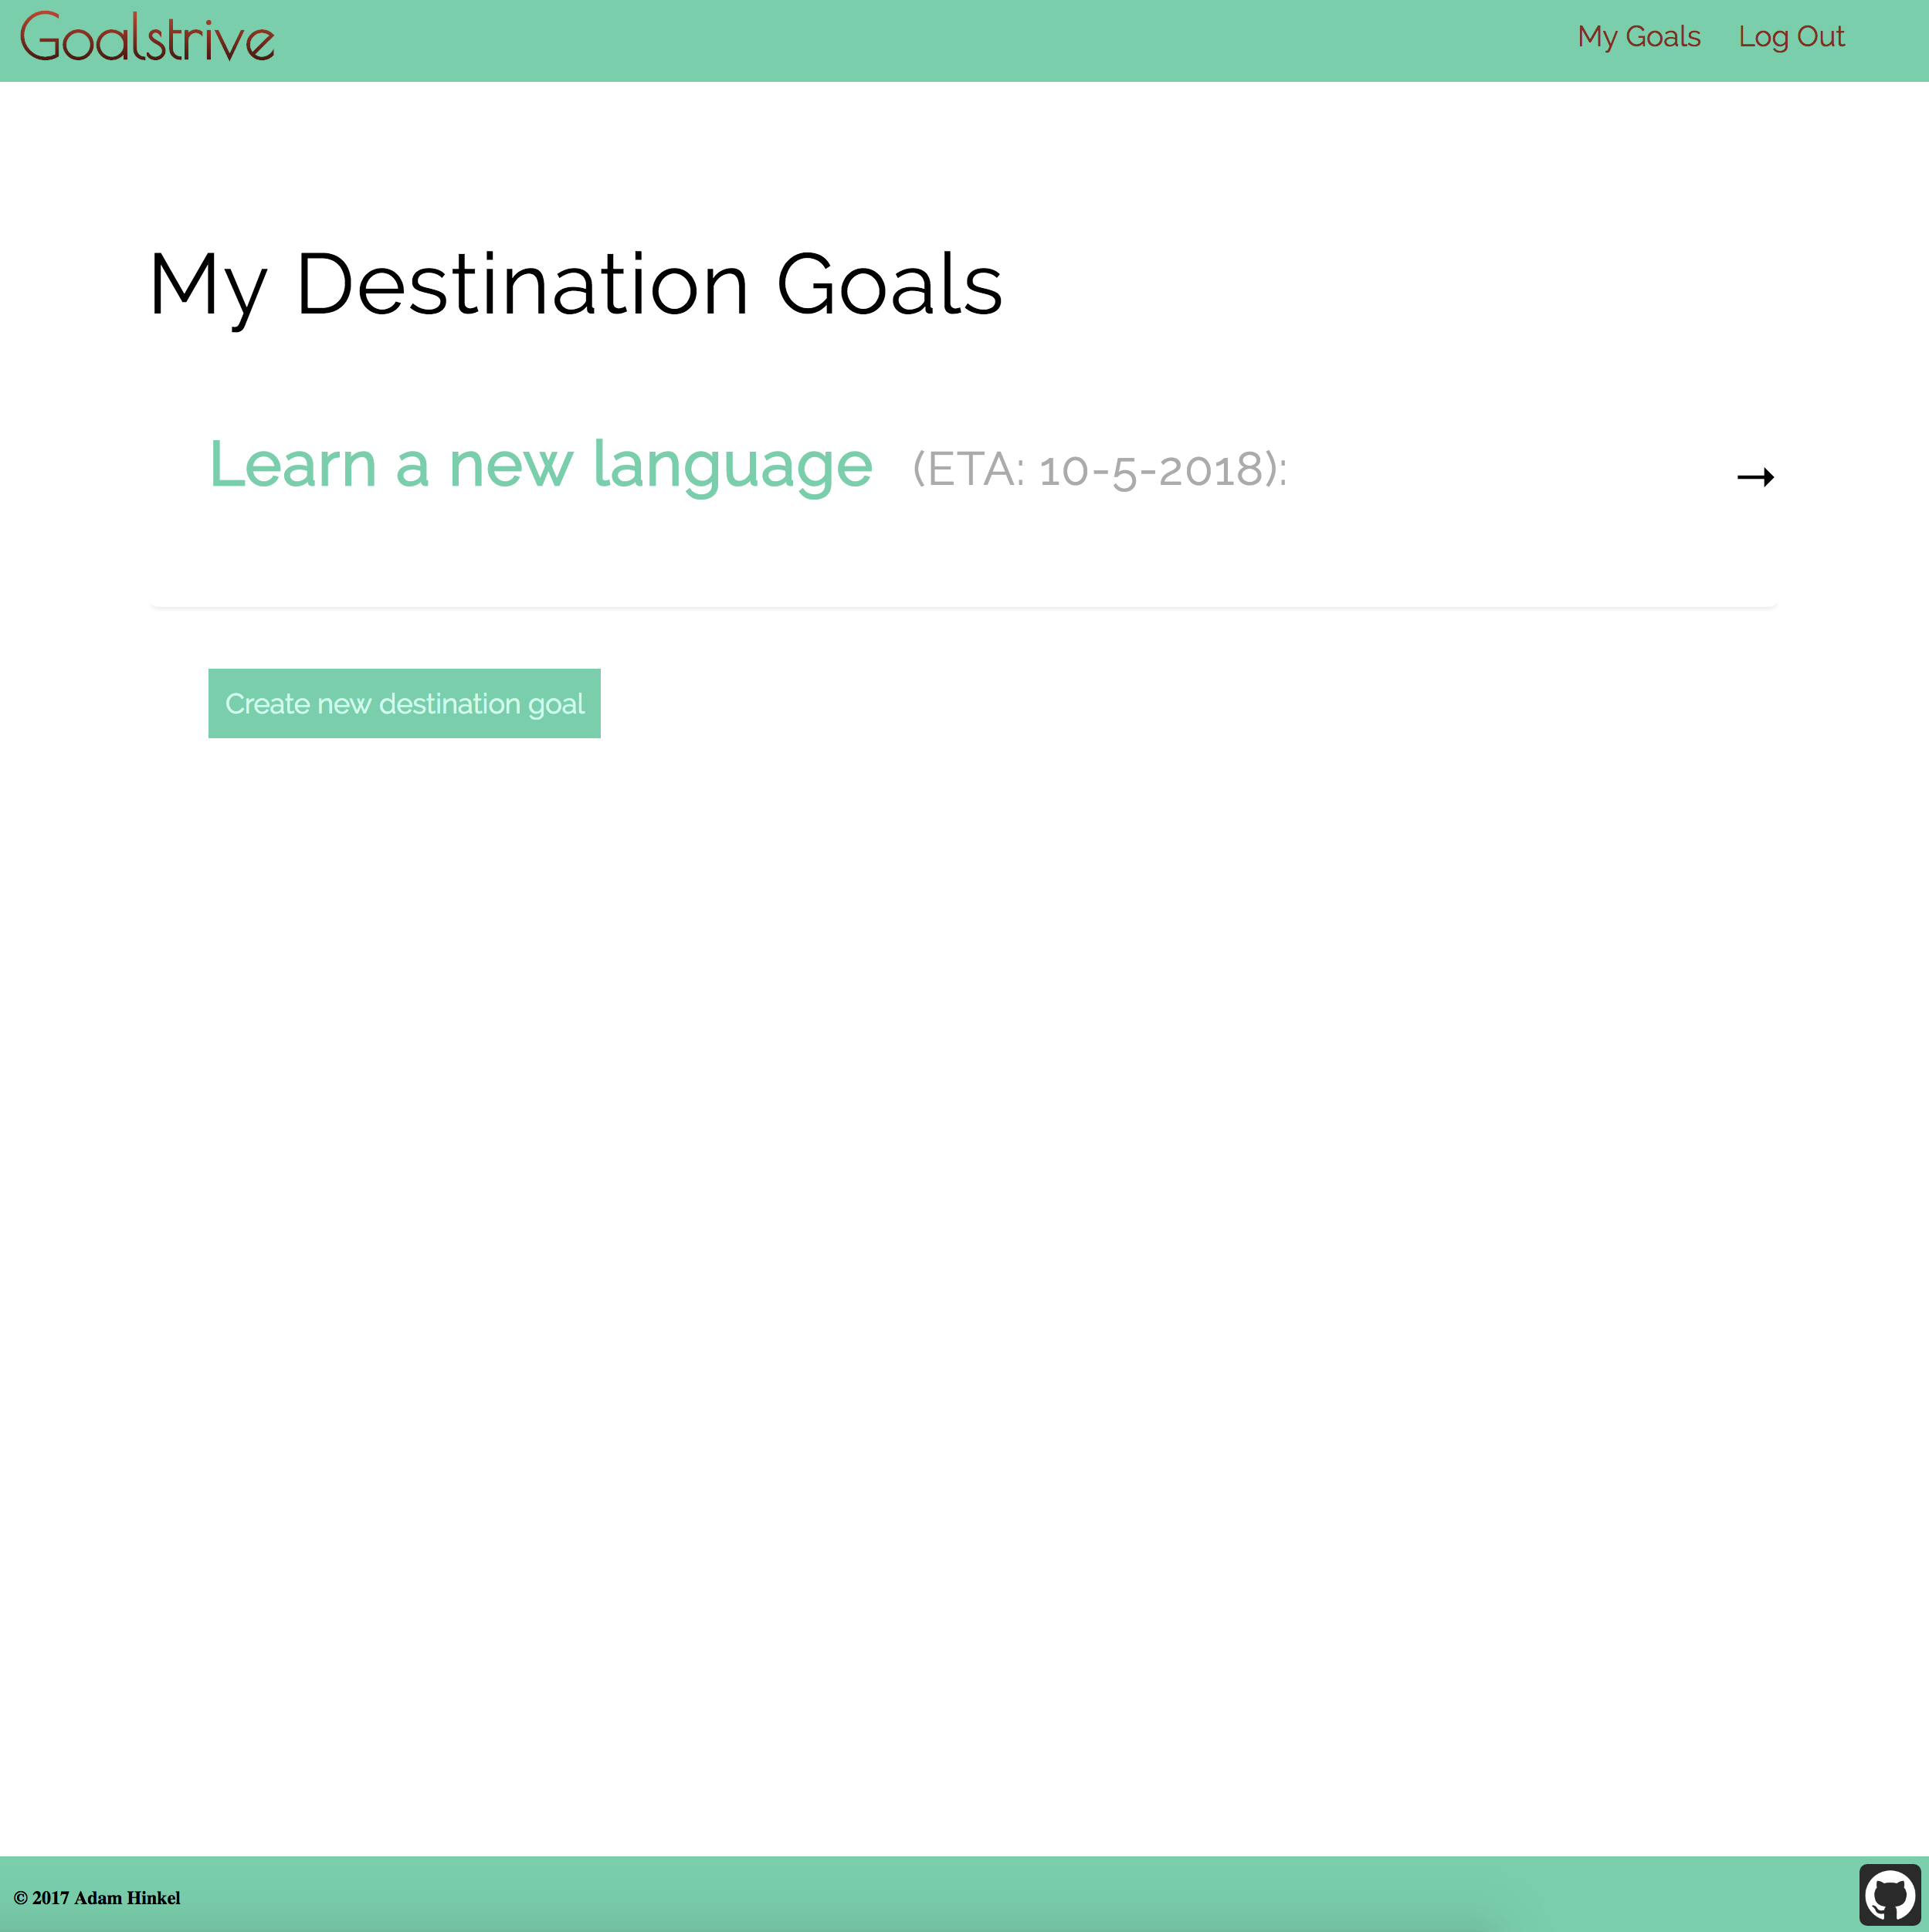 Goalstrive
My Goals
Log Out
My Destination Goals
Learn a new language (ETA: 10-5-2018):
Create new destination goal
© 2017 Adam Hinkel